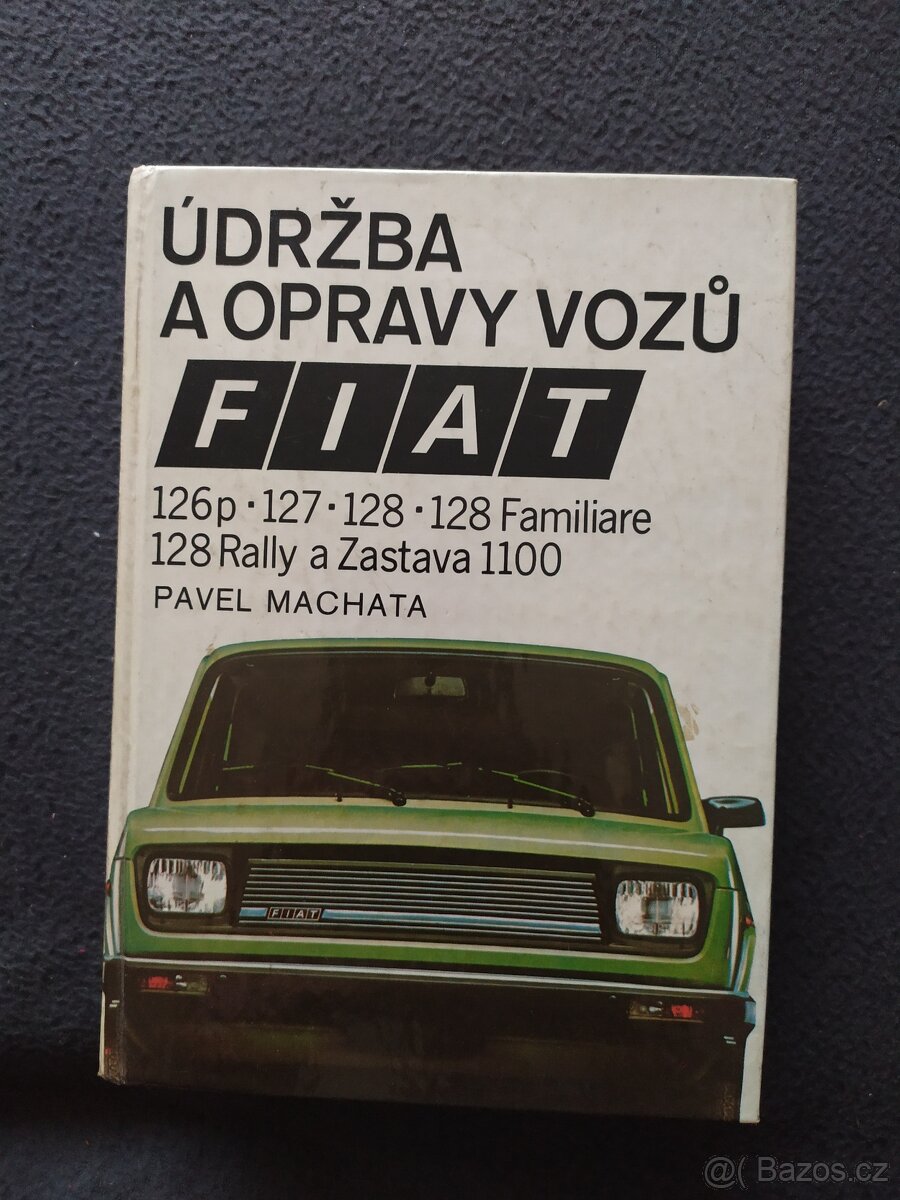 ÚDRŽBA
A OPRAVY VOZŮ
FIAT
126p · 127 · 128 · 128 Familiare
128 Rally a Zastava 1100
PAVEL MACHATA
FIAT
@( Bazos.cz